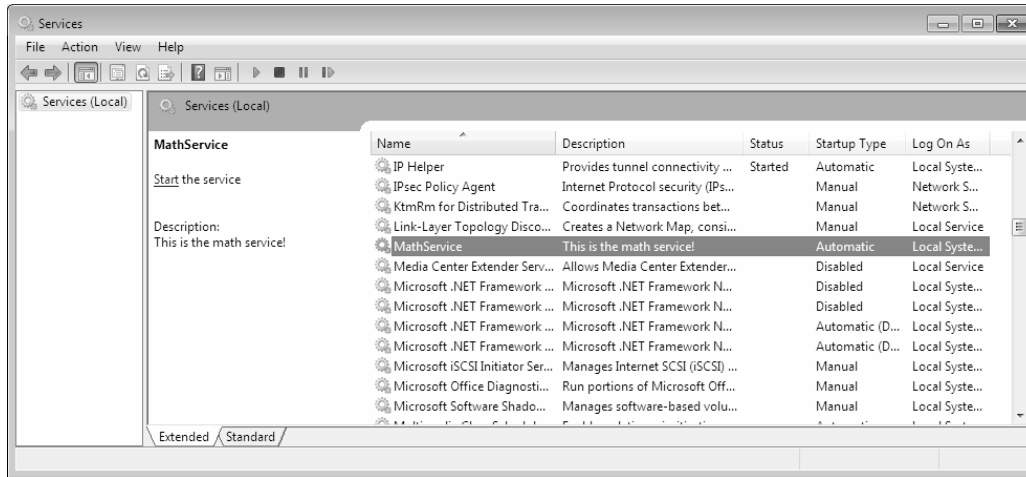 Services
File Action View Help
Services (Local)
Services (Local)
MathService
Start the service
Description:
This is the math service!
Name Description Status Startup Type Log On As
IP Helper Provides tunnel connectivity ... Started Automatic Local Syste...
IPsec Policy Agent Internet Protocol security (IPs... Manual Network S...
KtmRm for Distributed Tra... Coordinates transactions bet... Manual Network S...
Link-Layer Topology Disco... Creates a Network Map, consi... Manual Local Service
MathService This is the math service! Automatic Local Syste...
Media Center Extender Serv... Allows Media Center Extender... Disabled Local Service
Microsoft .NET Framework ... Microsoft .NET Framework N... Disabled Local Syste...
Microsoft .NET Framework ... Microsoft .NET Framework N... Disabled Local Syste...
Microsoft .NET Framework ... Microsoft .NET Framework N... Automatic (D... Local Syste...
Microsoft .NET Framework ... Microsoft .NET Framework N... Automatic (D... Local Syste...
Microsoft iSCSI Initiator Ser... Manages Internet SCSI (iSCSI) ... Manual Local Syste...
Microsoft Office Diagnosti... Run portions of Microsoft Off... Manual Local Syste...
Microsoft Software Shado... Manages software-based volu... Manual Local Syste...
Extended Standard